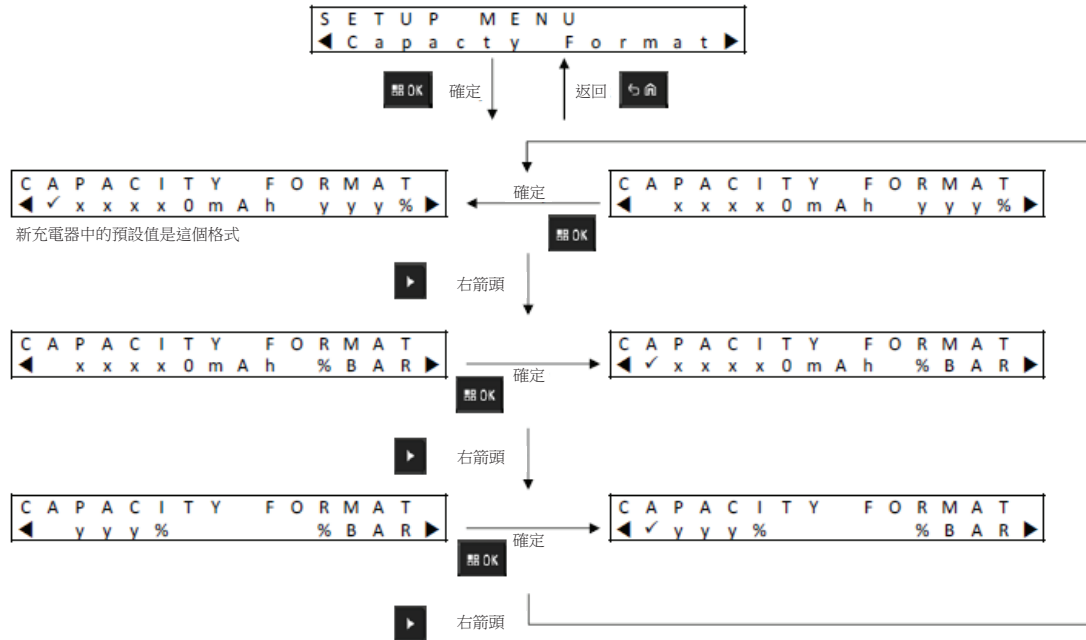 SETUP MENU
◀Capacty Format▶
OK 確定 返回
CAPACITY FORMAT
◀✓xxxx0mAh yyy%▶
新充電器中的預設值是這個格式
確定
OK
CAPACITY FORMAT
◀ xxxx0mAh yyy%▶
右箭頭
CAPACITY FORMAT
◀ xxxx0mAh %BAR▶
確定
OK
CAPACITY FORMAT
◀✓xxxx0mAh %BAR▶
右箭頭
CAPACITY FORMAT
◀ yyy% %BAR▶
確定
OK
CAPACITY FORMAT
◀✓yyy% %BAR▶
右箭頭